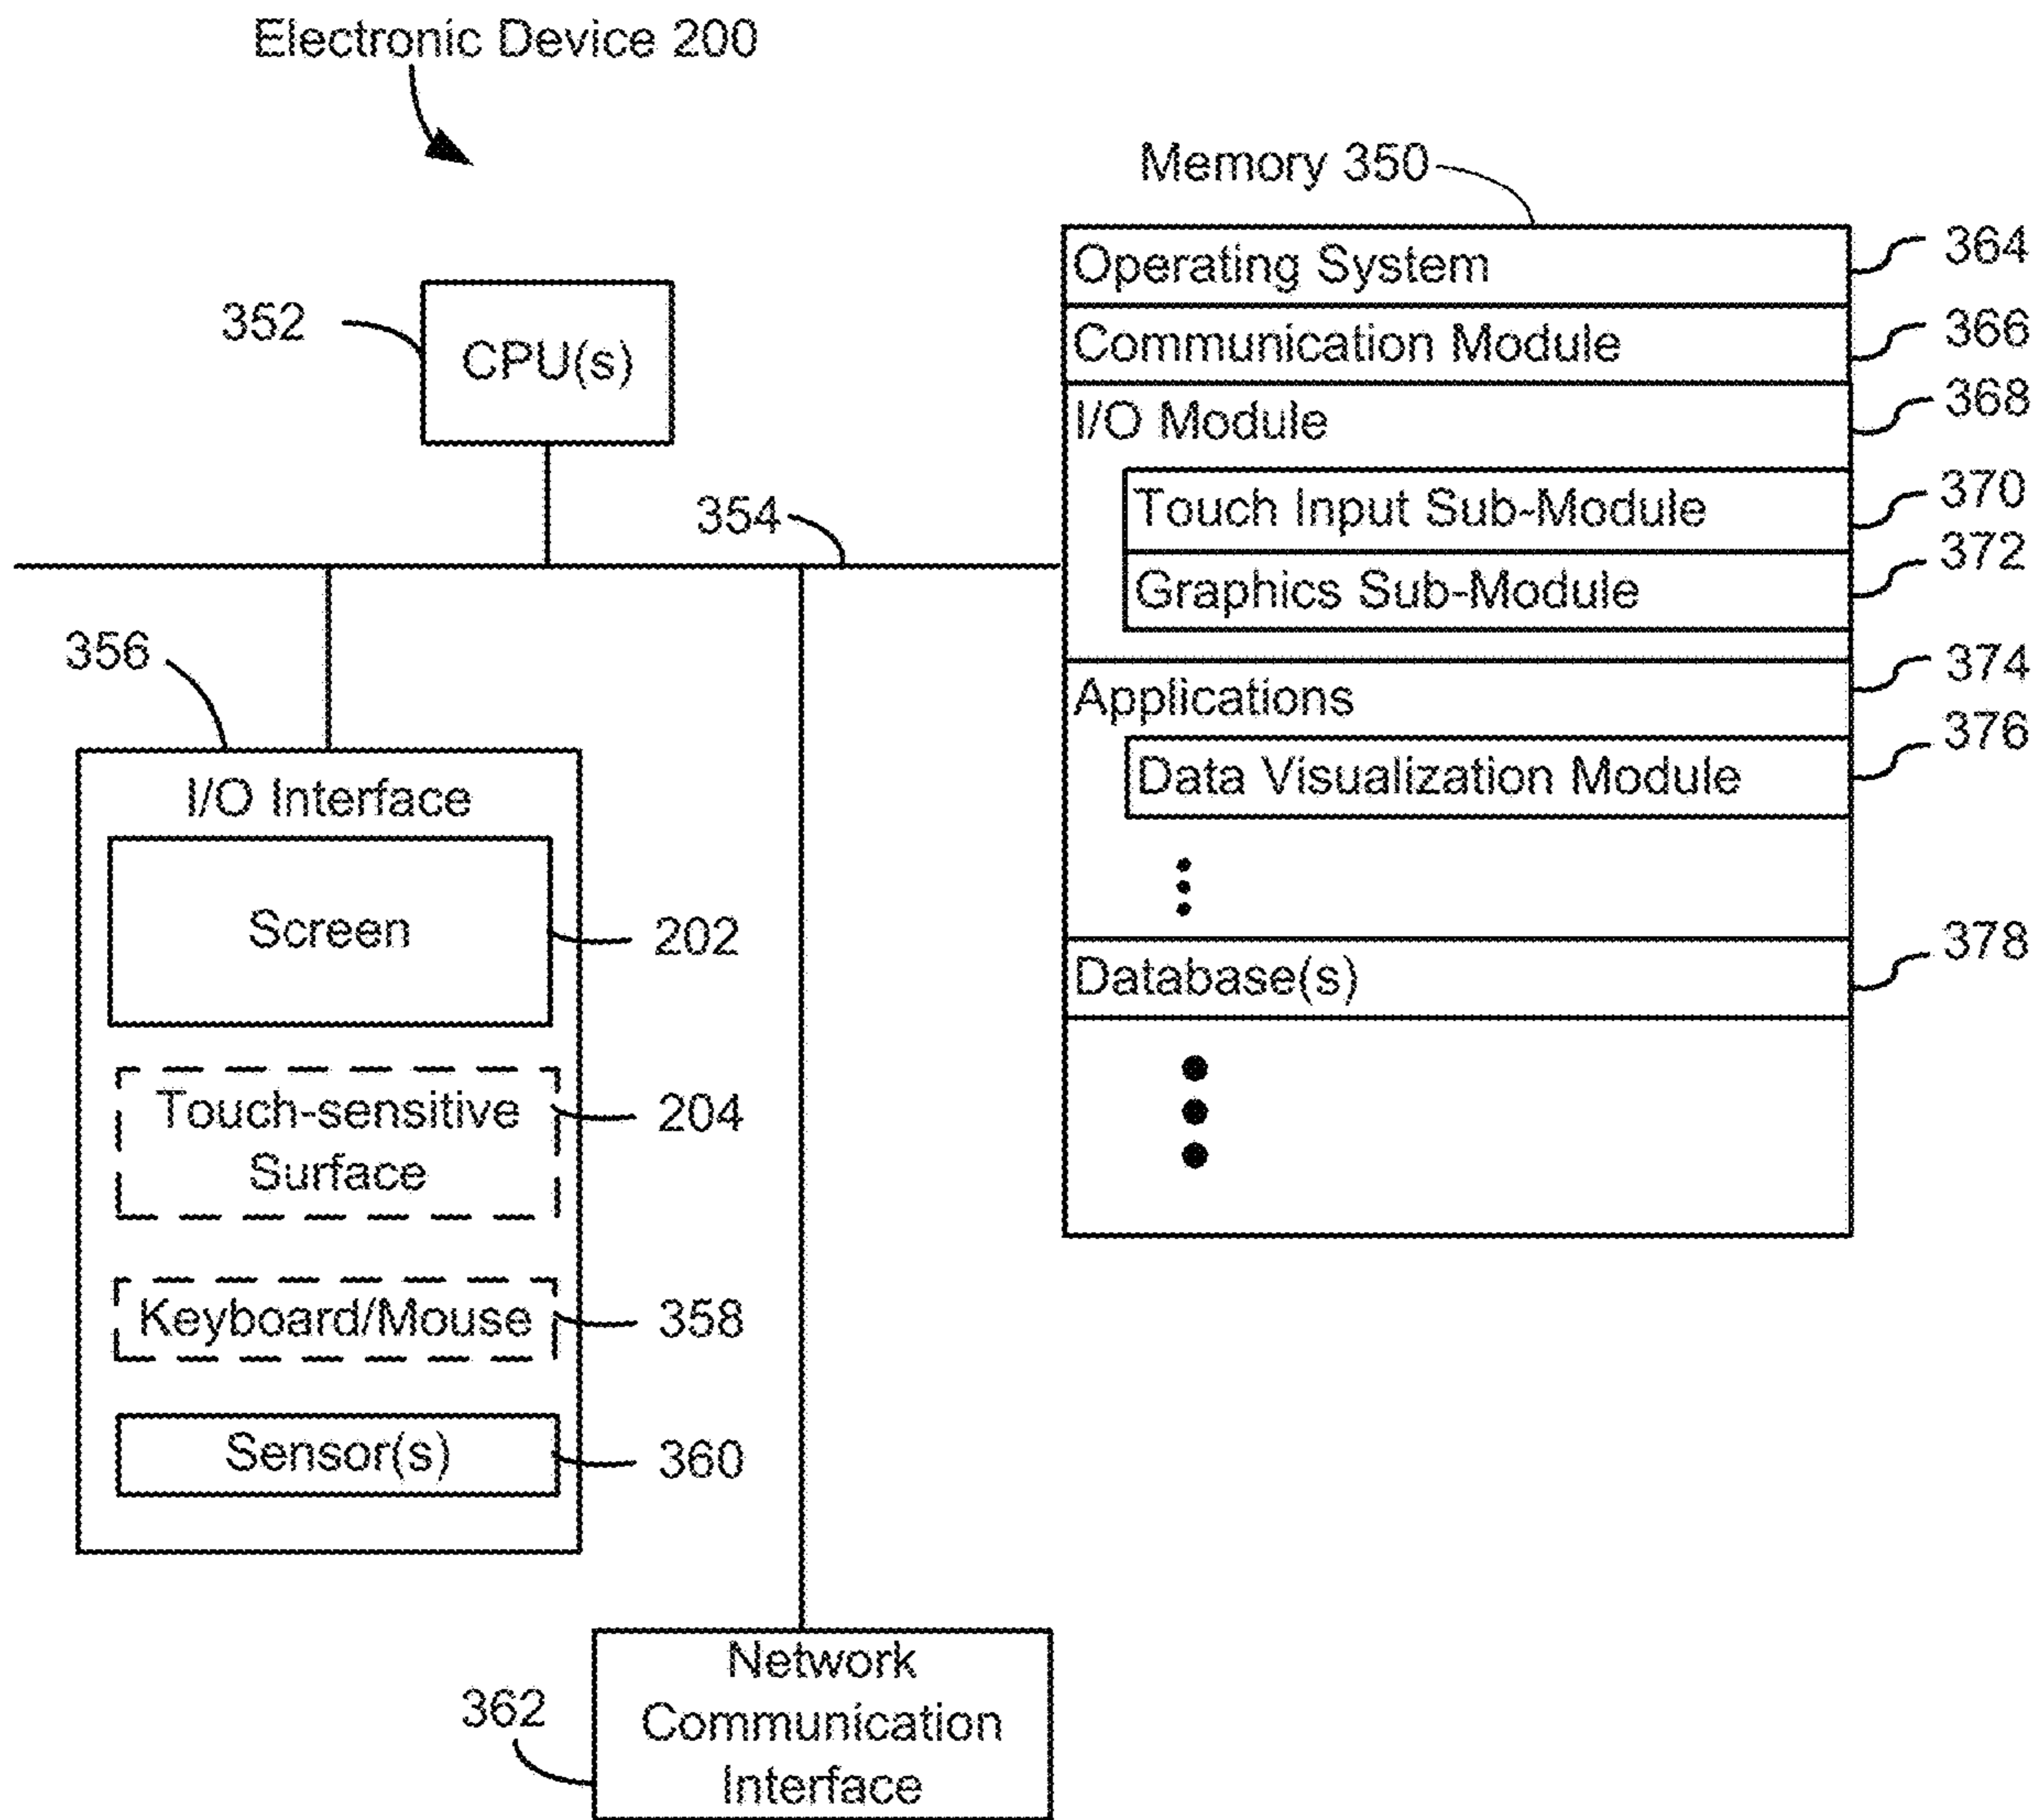 Electronic Device 200
Memory 350
Operating System
364
352
CPU(s)
Communication Module
366
I/O Module
368
354
Touch Input Sub-Module
370
Graphics Sub-Module
372
356
Applications
374
Data Visualization Module
376
I/O Interface
Screen
202
Database(s)
378
Touch-sensitive
Surface
204
Keyboard/Mouse
358
Sensor(s)
360
362
Network
Communication
Interface